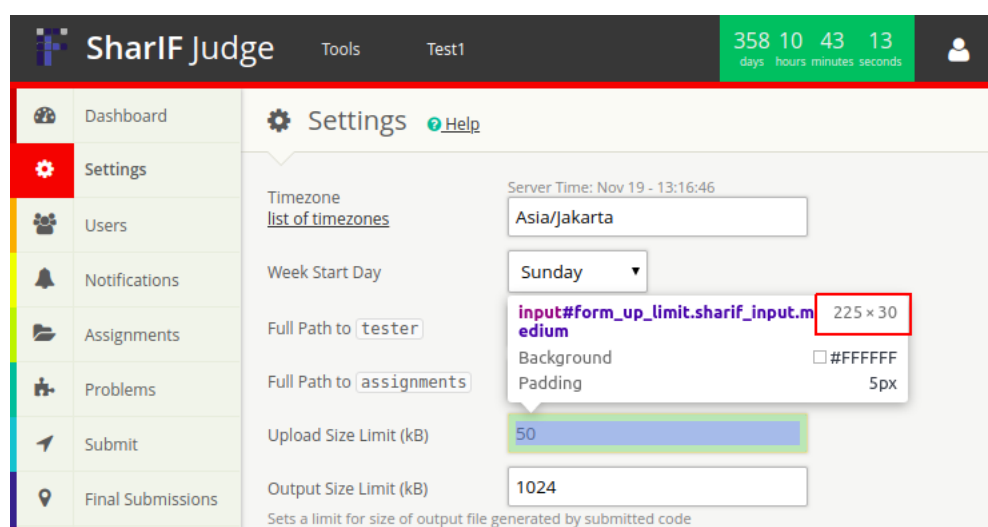 SharIF Judge Tools Test1 358 10 43 13
days hours minutes seconds
Dashboard
Settings
Users
Notifications
Assignments
Problems
Submit
Final Submissions
Settings Help
Server Time: Nov 19 - 13:16:46
Timezone
list of timezones
Asia/Jakarta
Week Start Day Sunday
Full Path to tester
Full Path to assignments
input#form_up_limit.sharif_input.m 225 × 30
edium
Background #FFFFFF
Padding 5px
Upload Size Limit (kB) 50
Output Size Limit (kB) 1024
Sets a limit for size of output file generated by submitted code